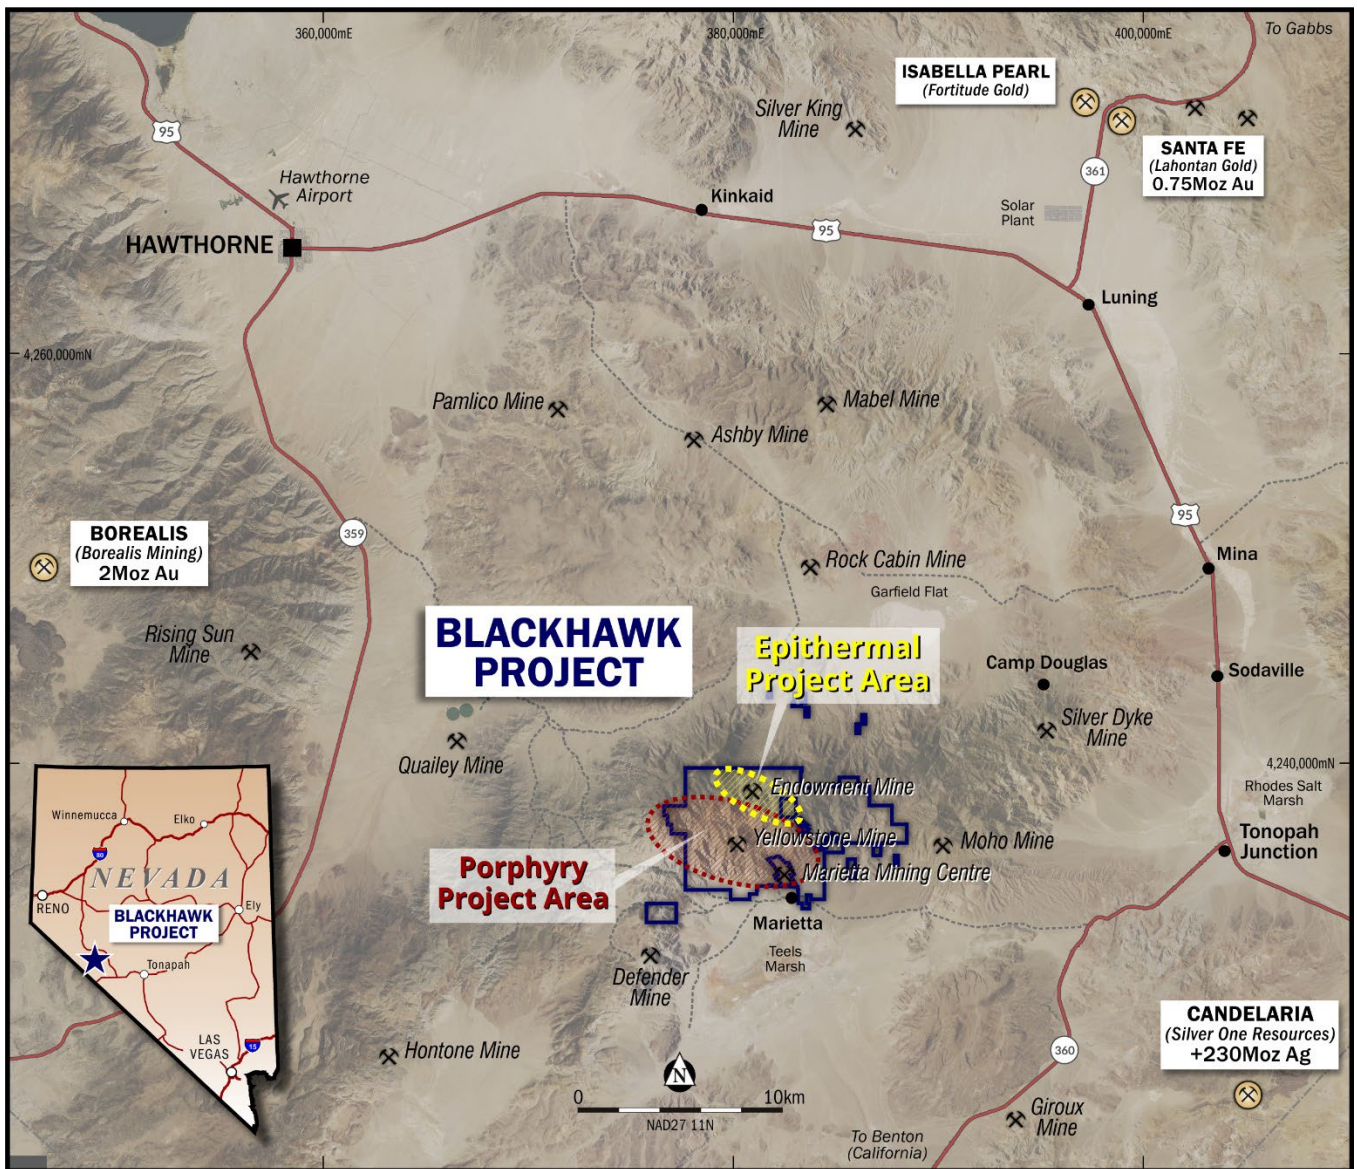 360,000mE
380,000mE
400,000mE
To Gabbs
ISABELLA PEARL
(Fortitude Gold)
Silver King
Mine
95
SANTA FE
(Lahontan Gold)
0.75Moz Au
361
Hawthorne
Airport
Kinkaid
Solar
Plant
95
HAWTHORNE
Luning
4,260,000mN
Pamlico Mine
Mabel Mine
Ashby Mine
95
BOREALIS
(Borealis Mining)
2Moz Au
359
Mina
Rock Cabin Mine
Garfield Flat
BLACKHAWK
PROJECT
Rising Sun
Mine
Epithermal
Project Area
Camp Douglas
Sodaville
Silver Dyke
Mine
Quailey Mine
4,240,000mN
Endowment Mine
Rhodes Salt
Marsh
Yellowstone Mine
Moho Mine
Tonopah
Junction
Porphyry
Project Area
Marietta Mining Centre
Marietta
Teels
Marsh
Defender
Mine
Winnemucca
Elko
80
NEVADA
RENO
Ely
BLACKHAWK
PROJECT
Tonapah
LAS
VEGAS
15
CANDELARIA
(Silver One Resources)
+230Moz Ag
Hontone Mine
360
N
0
10km
NAD27 11N
Giroux
Mine
To Benton
(California)